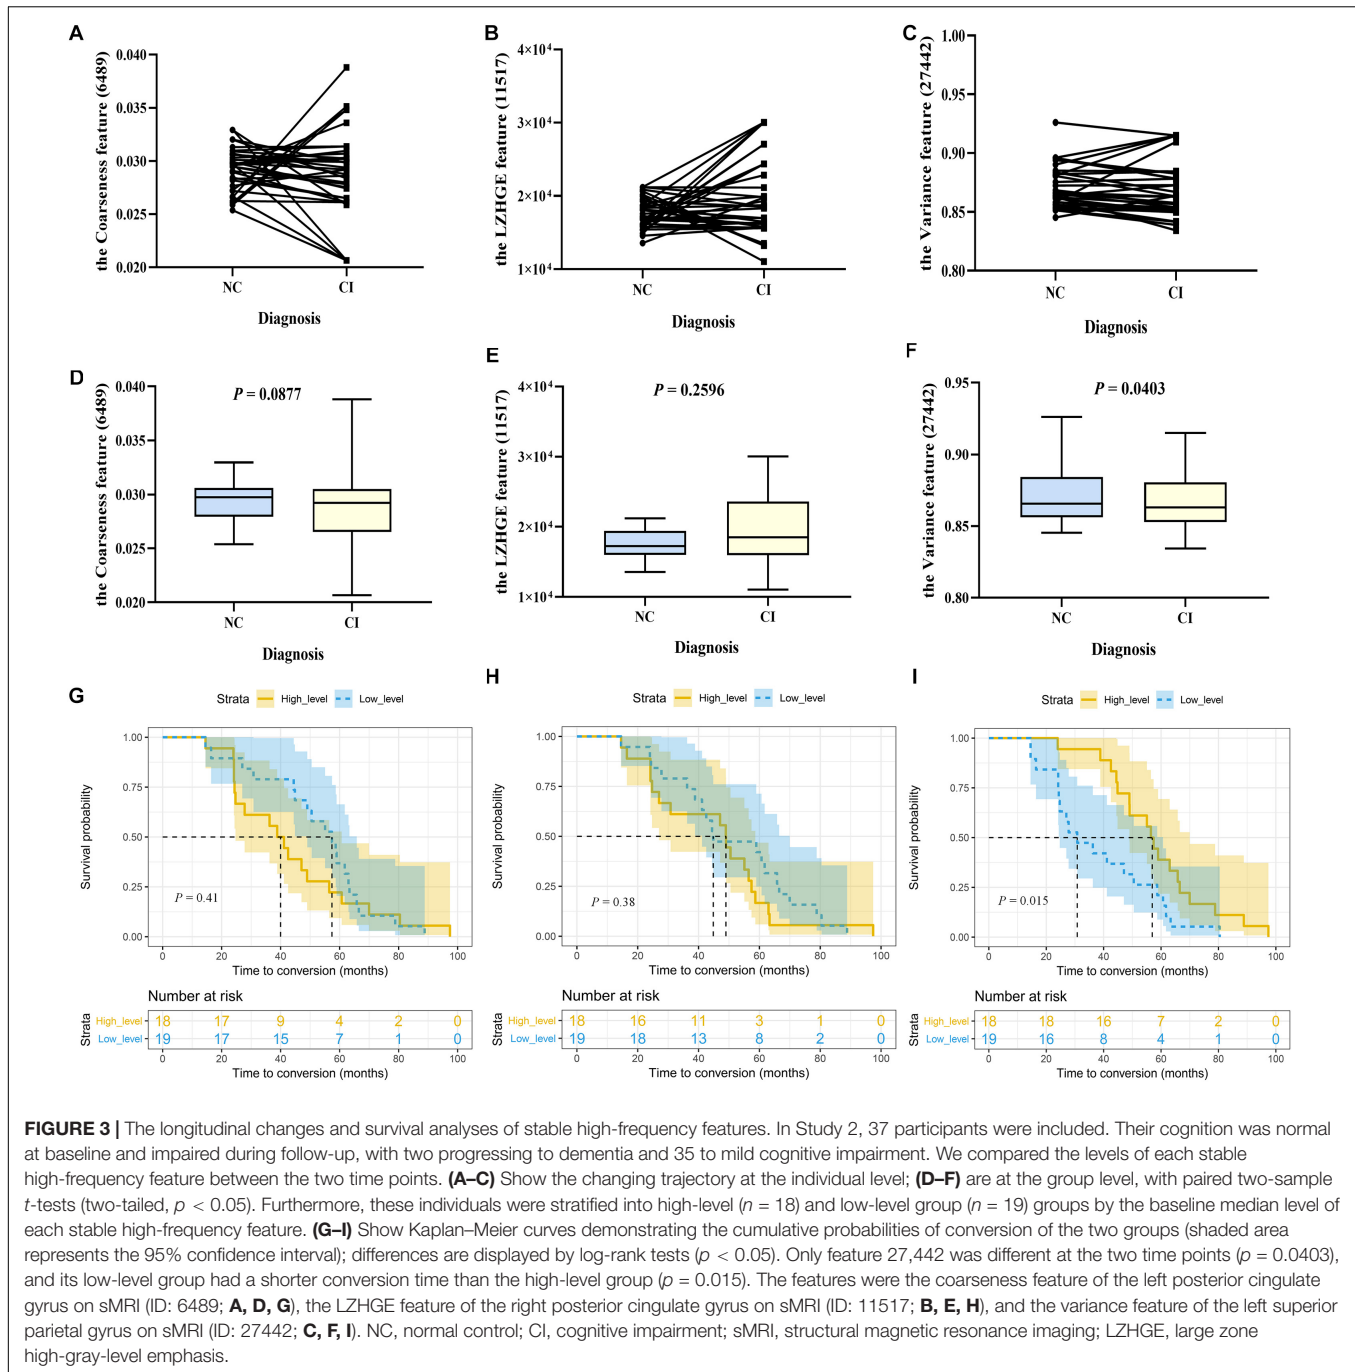 A
the Coarseness feature (6489)
0.040
0.035
0.030
0.025
0.020
NC
CI
Diagnosis
B
the LZHGE feature (11517)
4×10⁴
3×10⁴
2×10⁴
1×10⁴
NC
CI
Diagnosis
C
the Variance feature (27442)
1.00
0.95
0.90
0.85
0.80
NC
CI
Diagnosis
D
the Coarseness feature (6489)
0.040
0.035
0.030
0.025
0.020
P = 0.0877
NC
CI
Diagnosis
E
the LZHGE feature (11517)
4×10⁴
3×10⁴
2×10⁴
1×10⁴
P = 0.2596
NC
CI
Diagnosis
F
the Variance feature (27442)
0.95
0.90
0.85
0.80
P = 0.0403
NC
CI
Diagnosis
G
Strata High_level Low_level
Survival probability
1.00
0.75
0.50
0.25
0.00
P = 0.41
0 20 40 60 80 100
Time to conversion (months)
Number at risk
Strata
High_level 18 17 9 4 2 0
Low_level 19 17 15 7 1 0
0 20 40 60 80 100
Time to conversion (months)
H
Strata High_level Low_level
Survival probability
1.00
0.75
0.50
0.25
0.00
P = 0.38
0 20 40 60 80 100
Time to conversion (months)
Number at risk
Strata
High_level 18 16 11 3 1 0
Low_level 19 18 13 8 2 0
0 20 40 60 80 100
Time to conversion (months)
I
Strata High_level Low_level
Survival probability
1.00
0.75
0.50
0.25
0.00
P = 0.015
0 20 40 60 80 100
Time to conversion (months)
Number at risk
Strata
High_level 18 18 16 7 2 0
Low_level 19 16 8 4 1 0
0 20 40 60 80 100
Time to conversion (months)
FIGURE 3 | The longitudinal changes and survival analyses of stable high-frequency features. In Study 2, 37 participants were included. Their cognition was normal
at baseline and impaired during follow-up, with two progressing to dementia and 35 to mild cognitive impairment. We compared the levels of each stable
high-frequency feature between the two time points. (A–C) Show the changing trajectory at the individual level; (D–F) are at the group level, with paired two-sample
t-tests (two-tailed, p < 0.05). Furthermore, these individuals were stratified into high-level (n = 18) and low-level group (n = 19) groups by the baseline median level of
each stable high-frequency feature. (G–I) Show Kaplan–Meier curves demonstrating the cumulative probabilities of conversion of the two groups (shaded area
represents the 95% confidence interval); differences are displayed by log-rank tests (p < 0.05). Only feature 27,442 was different at the two time points (p = 0.0403),
and its low-level group had a shorter conversion time than the high-level group (p = 0.015). The features were the coarseness feature of the left posterior cingulate
gyrus on sMRI (ID: 6489; A, D, G), the LZHGE feature of the right posterior cingulate gyrus on sMRI (ID: 11517; B, E, H), and the variance feature of the left superior
parietal gyrus on sMRI (ID: 27442; C, F, I). NC, normal control; CI, cognitive impairment; sMRI, structural magnetic resonance imaging; LZHGE, large zone
high-gray-level emphasis.